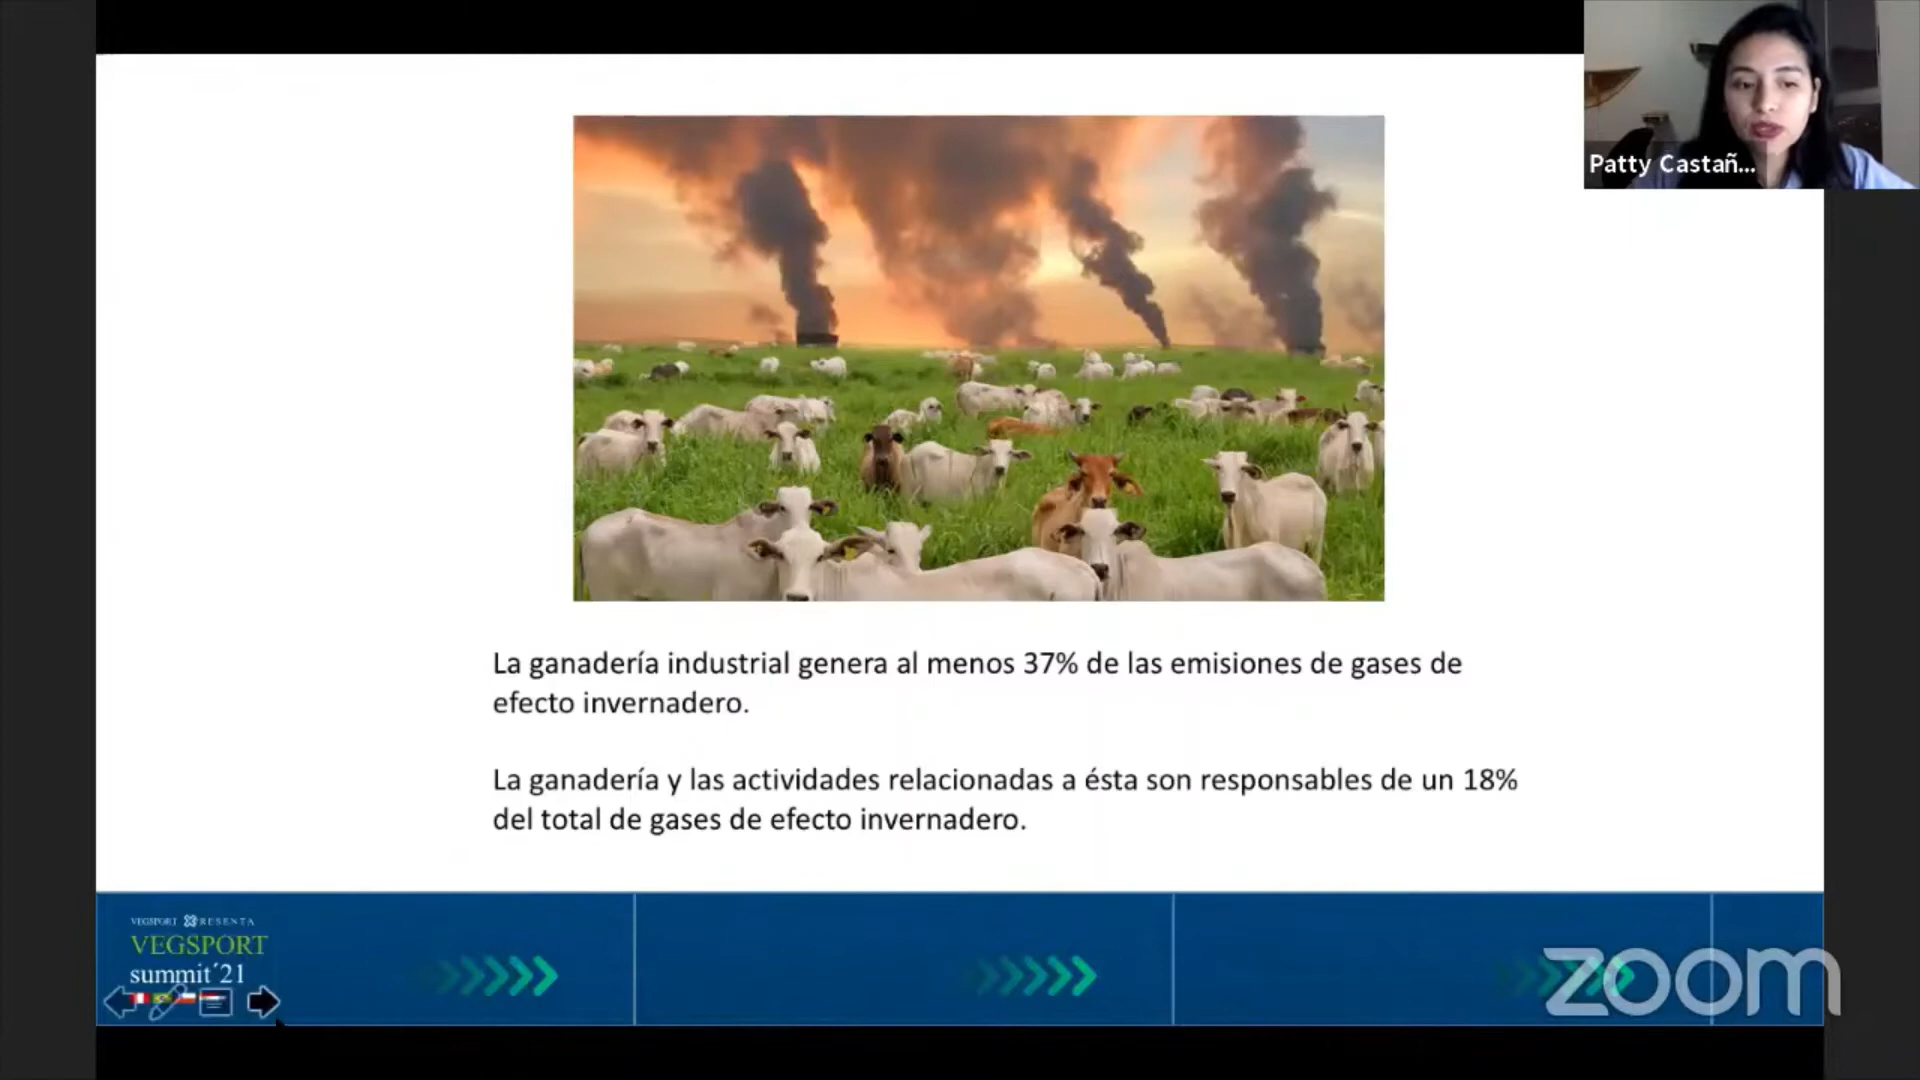 Patty Castañ...
La ganadería industrial genera al menos 37% de las emisiones de gases de
efecto invernadero.
La ganadería y las actividades relacionadas a ésta son responsables de un 18%
del total de gases de efecto invernadero.
VEGSPORT RESENTA
VEGSPORT
summit´21
zoom